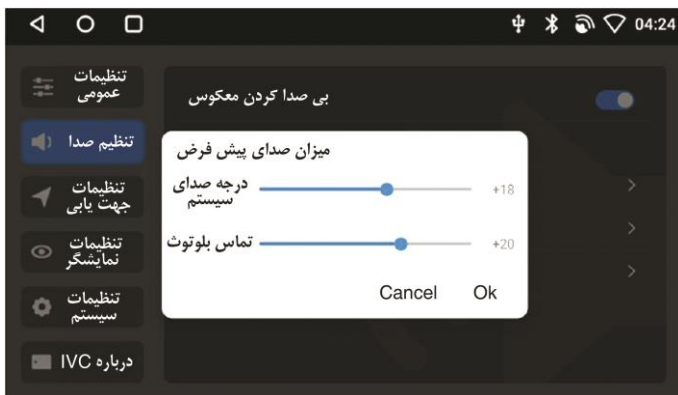 04:24
تنظیمات
عمومی
تنظیم صدا
تنظیمات
جهت یابی
تنظیمات
نمایشگر
تنظیمات
سیستم
درباره IVC
بی صدا کردن معکوس
میزان صدای پیش فرض
درجه صدای
سیستم
+18
تماس بلوتوث
+20
Cancel
Ok